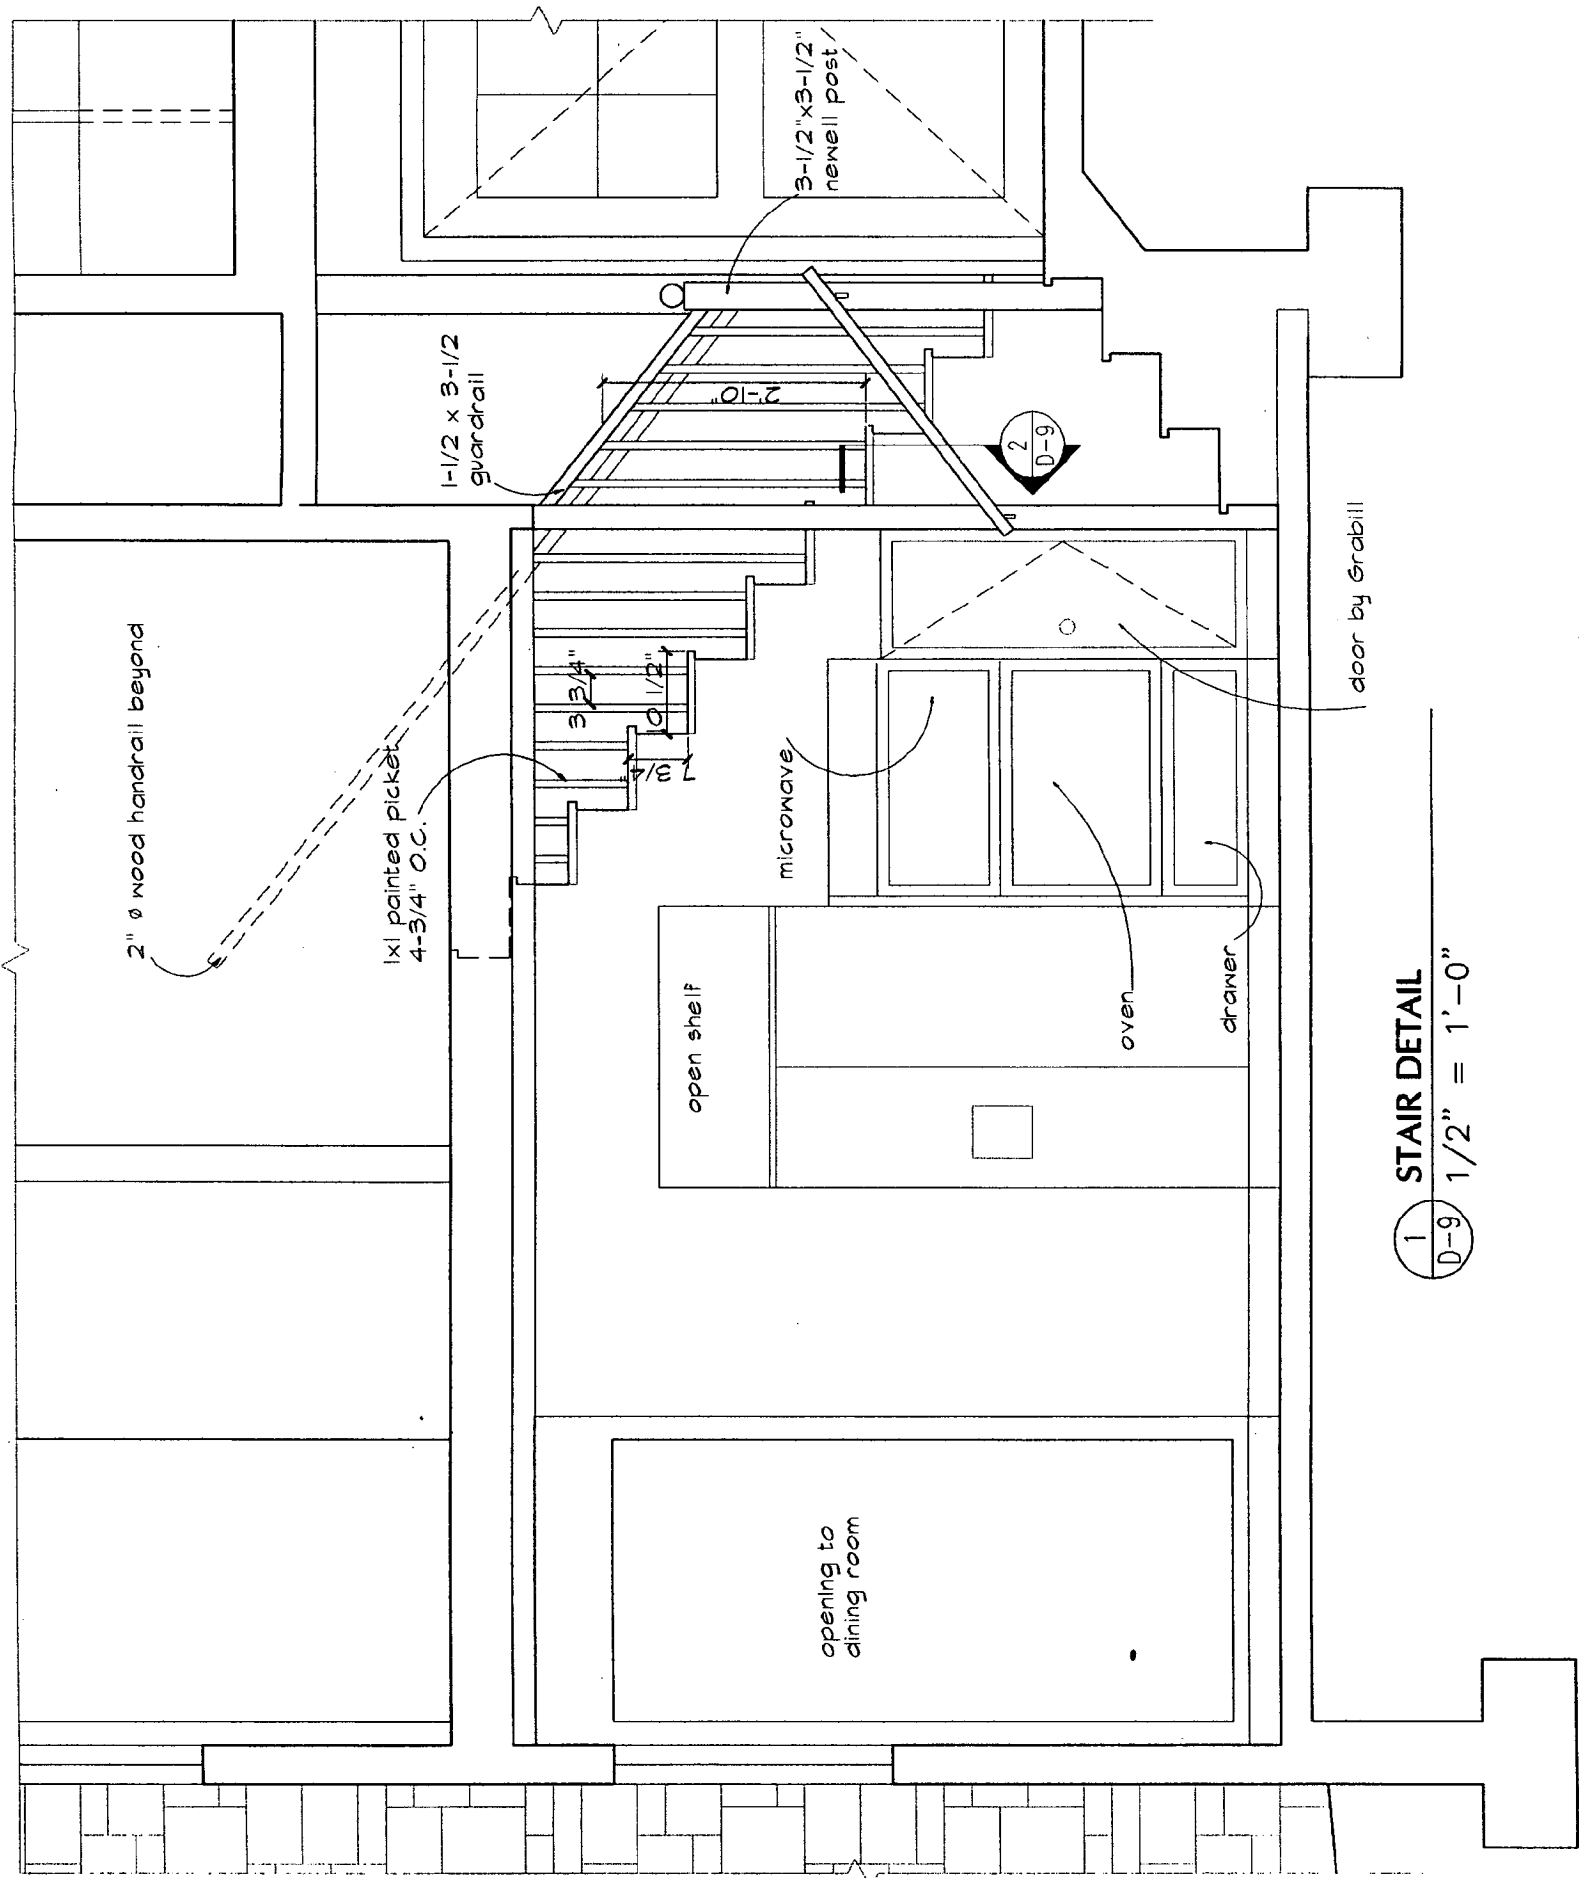 2" ø wood handrail beyond
1x1 painted picket
4-3/4" O.C.
1-1/2 x 3-1/2
guardrail
3-1/2"x3-1/2"
newell post
2'-10"
3 3/4"
10 1/2"
7 3/4"
2
D-9
open shelf
microwave
oven
drawer
door by Grabill
opening to
dining room
1
D-9
STAIR DETAIL
1/2" = 1'-0"